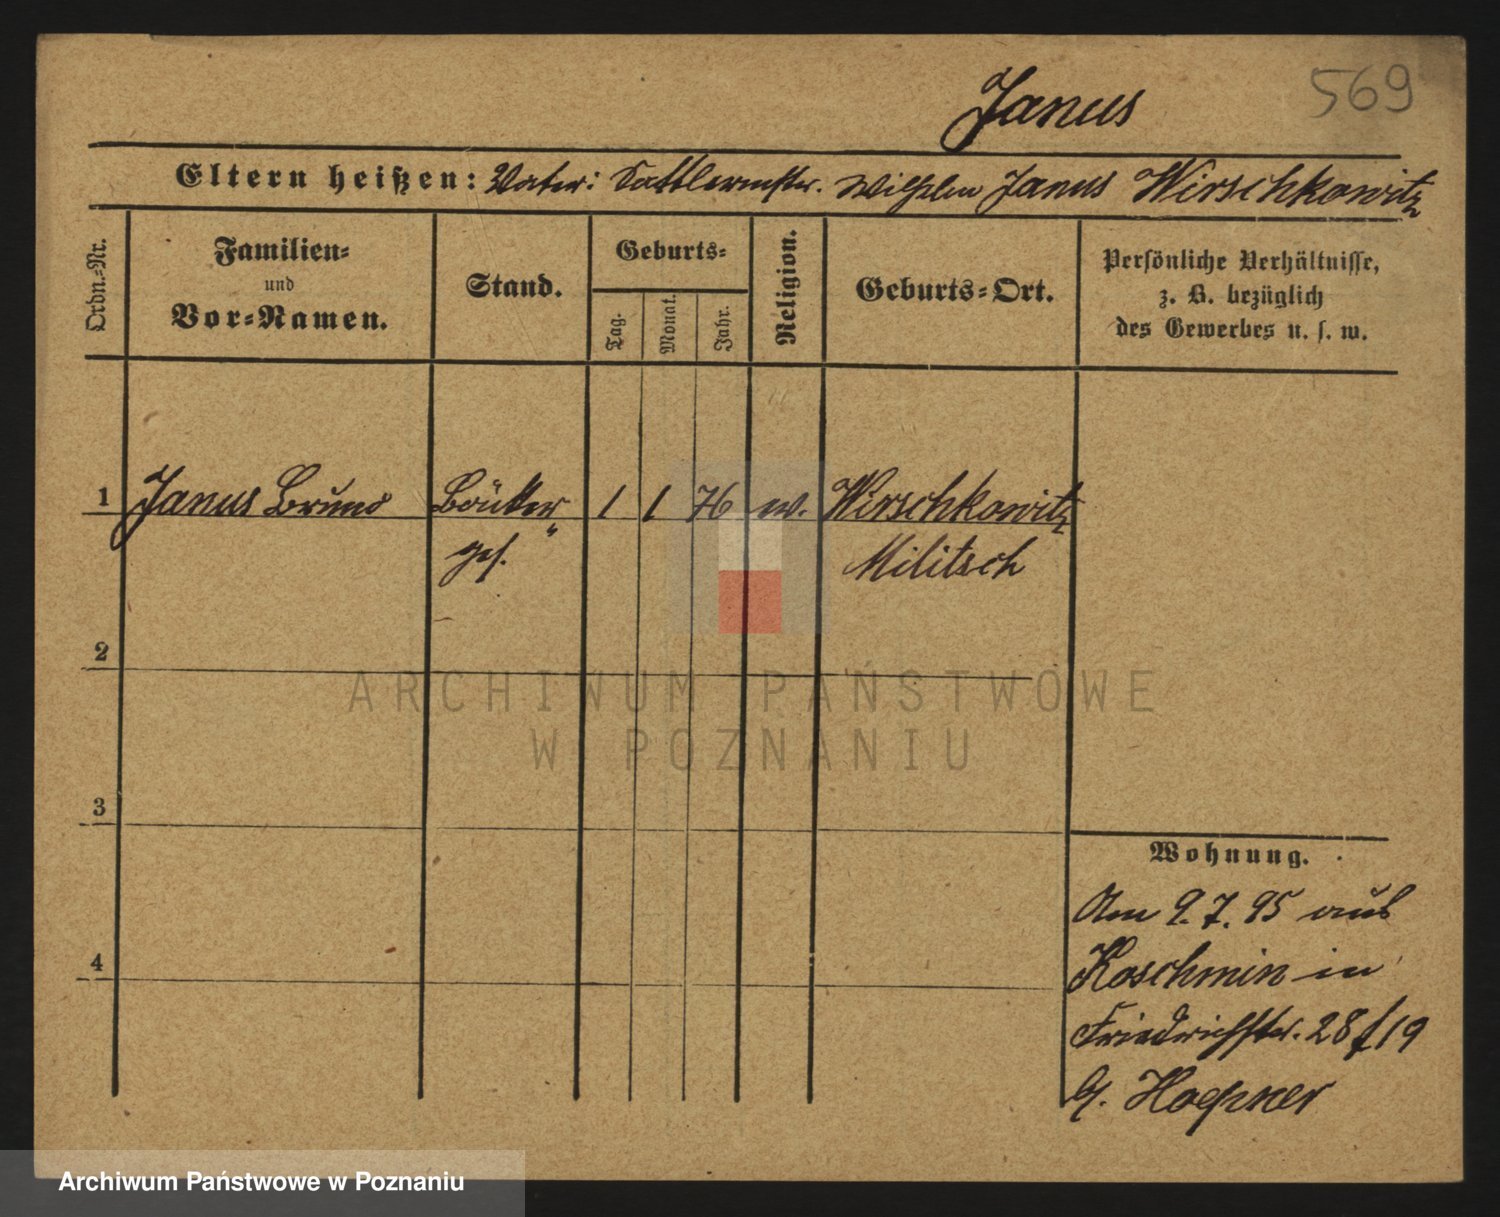 Janus
569
Eltern heißen: Vater: Sattlermstr. Wilhelm Janus Wirschkowitz
Ordn.-Nr.
Familien-
und
Vor-Namen.
Stand.
Geburts-
Tag.
Monat.
Jahr.
Religion.
Geburts-Ort.
Persönliche Verhältnisse,
z. B. bezüglich
des Gewerbes u. s. w.
1 Janus Bruno 1 1 76 Wirschkowitz
Militsch
2
3
4
Wohnung.
Am 9.7.95 aus
Koschmin in
Friedrichstr. 28 f 19
b. Hoepner
ARCHIWUM PAŃSTWOWE
W POZNANIU
Archiwum Państwowe w Poznaniu